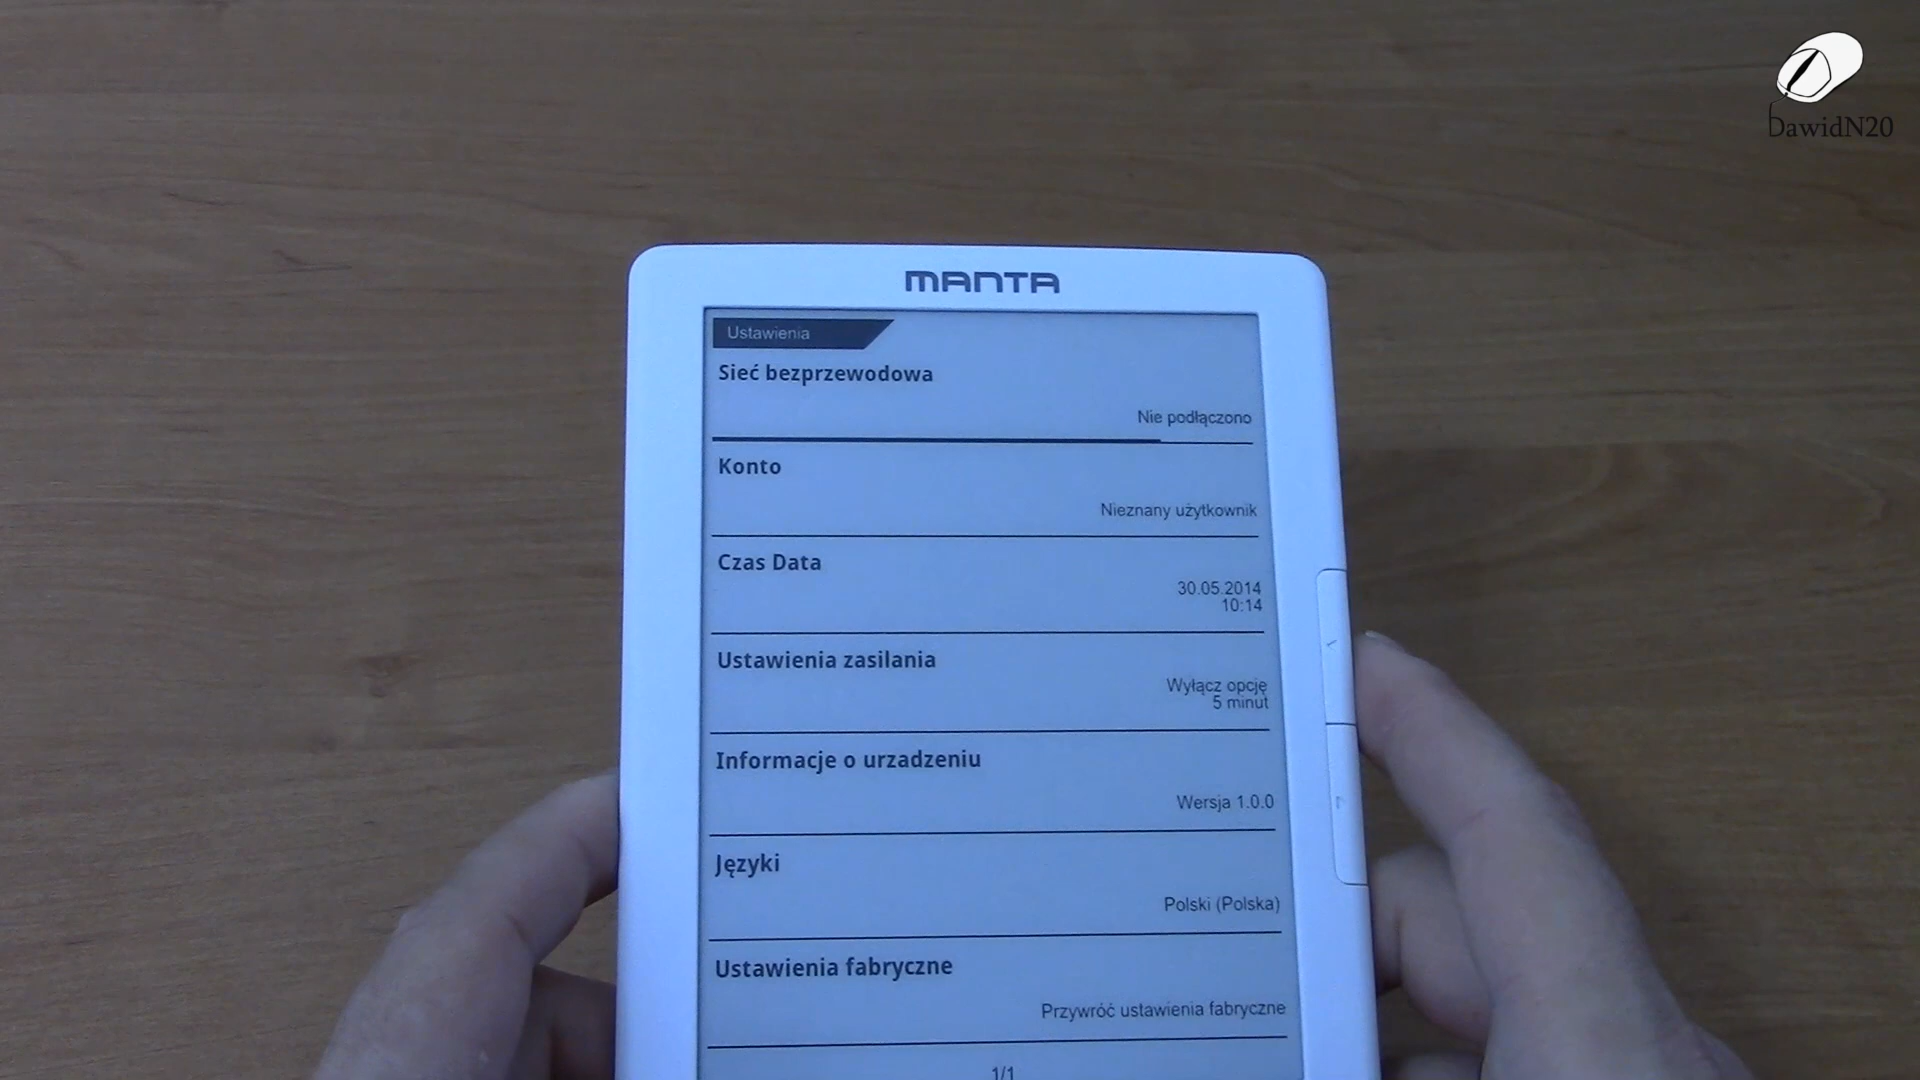 DawidN20
MANTA
Ustawienia
Sieć bezprzewodowa
Nie podłączono
Konto
Nieznany użytkownik
Czas Data
30.05.2014
10:14
Ustawienia zasilania
Wyłącz opcję
5 minut
Informacje o urzadzeniu
Wersja 1.0.0
Języki
Polski (Polska)
Ustawienia fabryczne
Przywróć ustawienia fabryczne
1/1